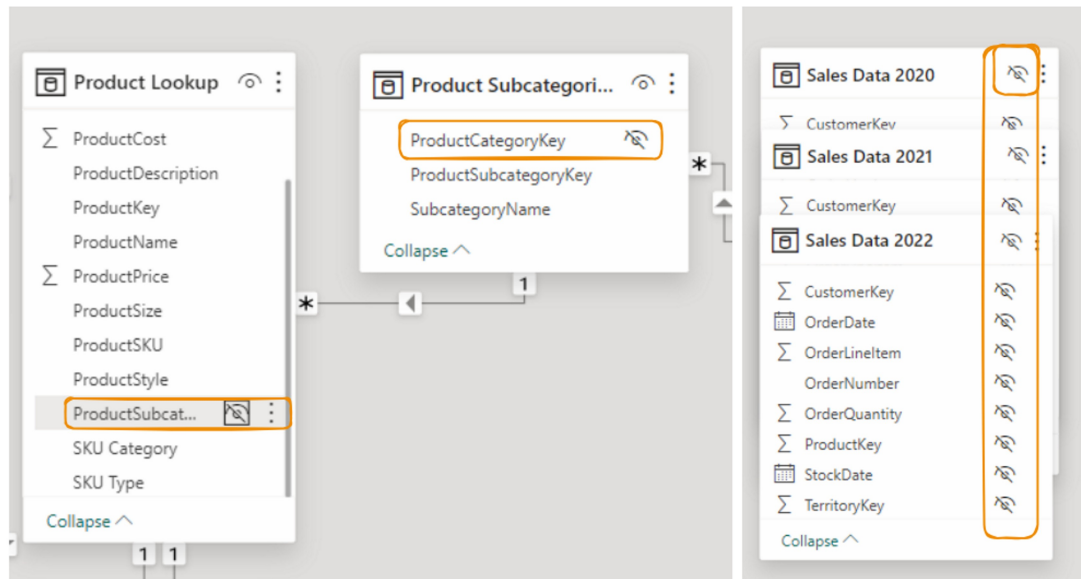 Product Lookup
Σ ProductCost
ProductDescription
ProductKey
ProductName
Σ ProductPrice
ProductSize
ProductSKU
ProductStyle
ProductSubcat...
SKU Category
SKU Type
Collapse
1 1
*
1
Product Subcategori...
ProductCategoryKey
ProductSubcategoryKey
SubcategoryName
Collapse
*
Sales Data 2020
Σ CustomerKey
Sales Data 2021
Σ CustomerKey
Sales Data 2022
Σ CustomerKey
OrderDate
Σ OrderLineItem
OrderNumber
Σ OrderQuantity
Σ ProductKey
StockDate
Σ TerritoryKey
Collapse